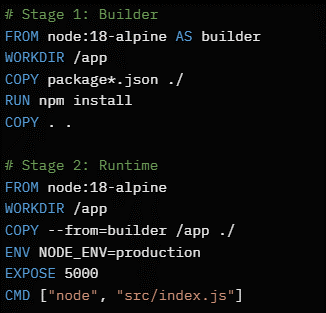 # Stage 1: Builder
FROM node:18-alpine AS builder
WORKDIR /app
COPY package*.json ./
RUN npm install
COPY . .

# Stage 2: Runtime
FROM node:18-alpine
WORKDIR /app
COPY --from=builder /app ./
ENV NODE_ENV=production
EXPOSE 5000
CMD ["node", "src/index.js"]